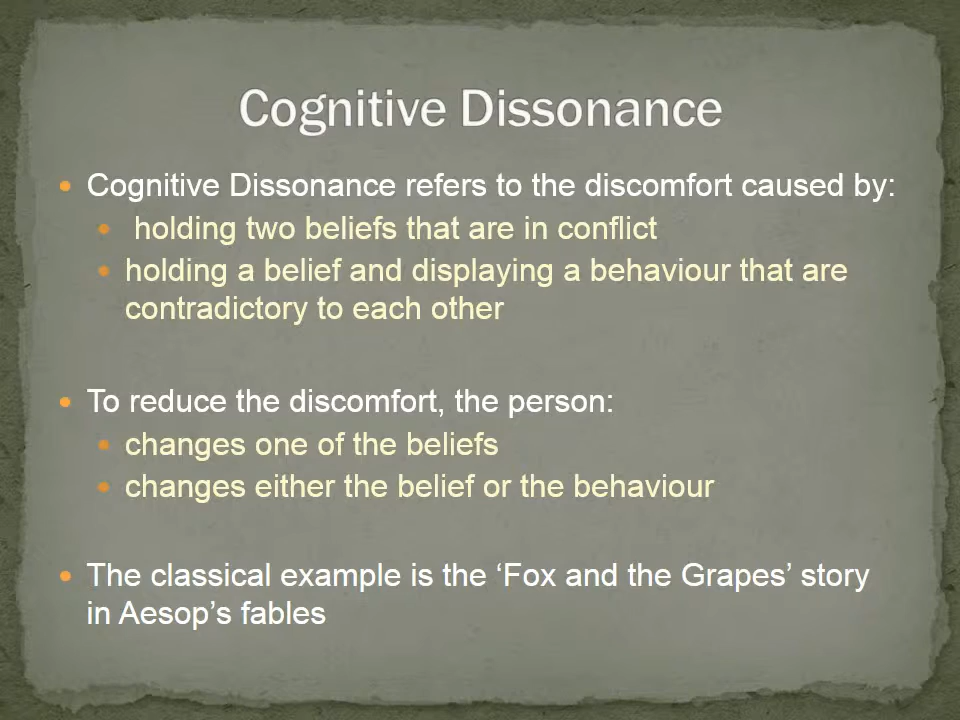 Cognitive Dissonance
Cognitive Dissonance refers to the discomfort caused by:
holding two beliefs that are in conflict
holding a belief and displaying a behaviour that are
contradictory to each other
To reduce the discomfort, the person:
changes one of the beliefs
changes either the belief or the behaviour
The classical example is the ‘Fox and the Grapes’ story
in Aesop’s fables